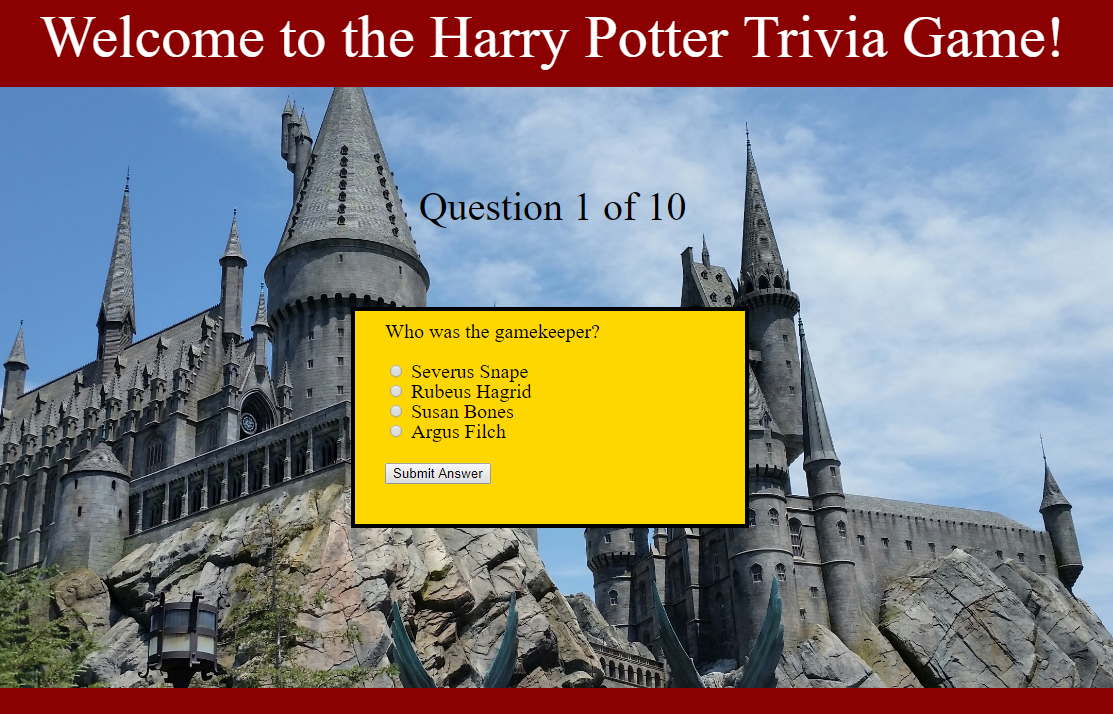 Welcome to the Harry Potter Trivia Game!
Question 1 of 10
Who was the gamekeeper?
Severus Snape
Rubeus Hagrid
Susan Bones
Argus Filch
Submit Answer